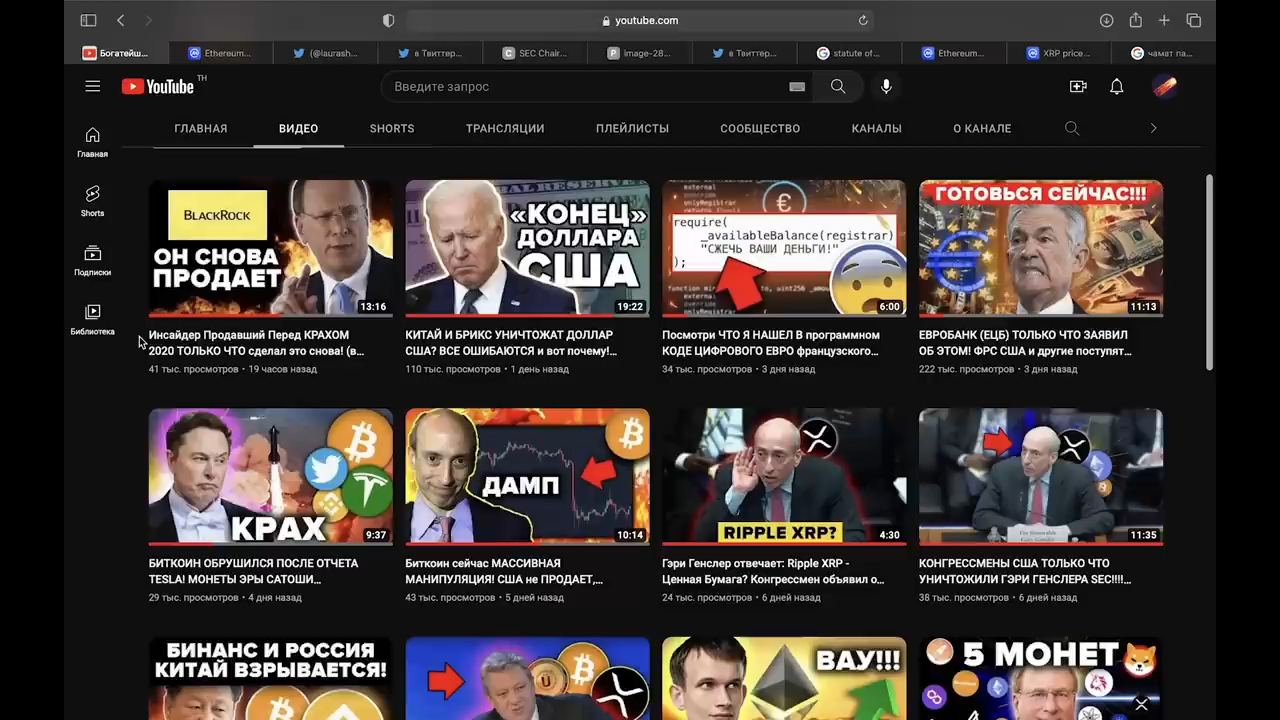 youtube.com
Богатейш...
Ethereum...
(@laurash...
в Твиттер...
SEC Chair...
image-28...
в Твиттер...
statute of...
Ethereum...
XRP price...
чамат па...
YouTube TH
Введите запрос
ГЛАВНАЯ
ВИДЕО
SHORTS
ТРАНСЛЯЦИИ
ПЛЕЙЛИСТЫ
СООБЩЕСТВО
КАНАЛЫ
О КАНАЛЕ
Главная
Shorts
Подписки
Библиотека
BLACKROCK
ОН СНОВА
ПРОДАЕТ
13:16
Инсайдер Продавший Перед КРАХОМ
2020 ТОЛЬКО ЧТО сделал это снова! (в...
41 тыс. просмотров • 19 часов назад
«КОНЕЦ»
ДОЛЛАРА
США
19:22
КИТАЙ И БРИКС УНИЧТОЖАТ ДОЛЛАР
США? ВСЕ ОШИБАЮТСЯ и вот почему!...
110 тыс. просмотров • 1 день назад
external
onlyRegistrar
returns
require(
_availableBalance(registrar)
"СЖЕЧЬ ВАШИ ДЕНЬГИ!"
);
6:00
Посмотри ЧТО Я НАШЕЛ В программном
КОДЕ ЦИФРОВОГО ЕВРО французского...
34 тыс. просмотров • 3 дня назад
ГОТОВЬСЯ СЕЙЧАС!!!
11:13
ЕВРОБАНК (ЕЦБ) ТОЛЬКО ЧТО ЗАЯВИЛ
ОБ ЭТОМ! ФРС США и другие поступят...
222 тыс. просмотров • 3 дня назад
КРАХ
9:37
БИТКОИН ОБРУШИЛСЯ ПОСЛЕ ОТЧЕТА
TESLA! МОНЕТЫ ЭРЫ САТОШИ...
29 тыс. просмотров • 4 дня назад
ДАМП
10:14
Биткоин сейчас МАССИВНАЯ
МАНИПУЛЯЦИЯ! США не ПРОДАЕТ,...
43 тыс. просмотров • 5 дней назад
RIPPLE XRP?
4:30
Гэри Генслер отвечает: Ripple XRP -
Ценная Бумага? Конгрессмен объявил о...
24 тыс. просмотров • 6 дней назад
11:35
КОНГРЕССМЕНЫ США ТОЛЬКО ЧТО
УНИЧТОЖИЛИ ГЭРИ ГЕНСЛЕРА SEC!!!!...
38 тыс. просмотров • 6 дней назад
БИНАНС И РОССИЯ
КИТАЙ ВЗРЫВАЕТСЯ!
ВАУ!!!
5 МОНЕТ